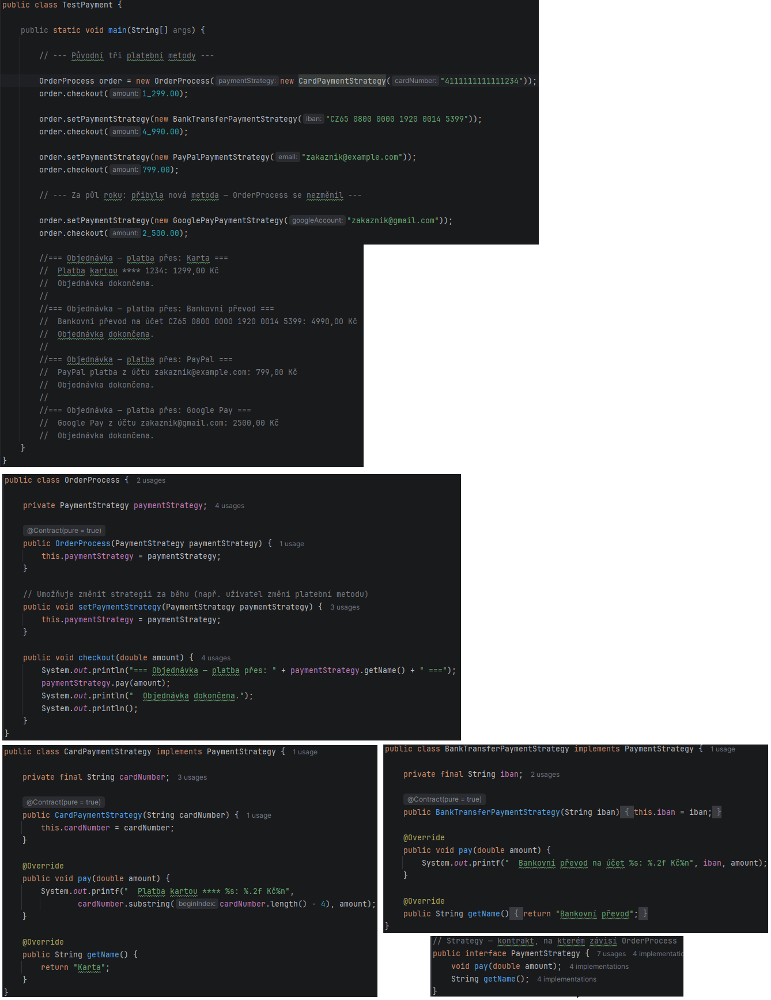 public class TestPayment {
public static void main(String[] args) {
// --- Původní tři platební metody ---
OrderProcess order = new OrderProcess( paymentStrategy: new CardPaymentStrategy( cardNumber: "4111111111111234"));
order.checkout( amount: 1_299.00);
order.setPaymentStrategy(new BankTransferPaymentStrategy( iban: "CZ65 0800 0000 1920 0014 5399"));
order.checkout( amount: 4_990.00);
order.setPaymentStrategy(new PayPalPaymentStrategy( email: "zakaznik@example.com"));
order.checkout( amount: 799.00);
// --- Za půl roku: přibyla nová metoda — OrderProcess se nezměnil ---
order.setPaymentStrategy(new GooglePayPaymentStrategy( googleAccount: "zakaznik@gmail.com"));
order.checkout( amount: 2_500.00);
//=== Objednávka — platba přes: Karta ===
// Platba kartou **** 1234: 1299,00 Kč
// Objednávka dokončena.
//
//=== Objednávka — platba přes: Bankovní převod ===
// Bankovní převod na účet CZ65 0800 0000 1920 0014 5399: 4990,00 Kč
// Objednávka dokončena.
//
//=== Objednávka — platba přes: PayPal ===
// PayPal platba z účtu zakaznik@example.com: 799,00 Kč
// Objednávka dokončena.
//
//=== Objednávka — platba přes: Google Pay ===
// Google Pay z účtu zakaznik@gmail.com: 2500,00 Kč
// Objednávka dokončena.
}
}
public class OrderProcess { 2 usages
private PaymentStrategy paymentStrategy; 4 usages
@Contract(pure = true)
public OrderProcess(PaymentStrategy paymentStrategy) { 1 usage
this.paymentStrategy = paymentStrategy;
}
// Umožňuje změnit strategii za běhu (např. uživatel změní platební metodu)
public void setPaymentStrategy(PaymentStrategy paymentStrategy) { 3 usages
this.paymentStrategy = paymentStrategy;
}
public void checkout(double amount) { 4 usages
System.out.println("=== Objednávka — platba přes: " + paymentStrategy.getName() + " ===");
paymentStrategy.pay(amount);
System.out.println("  Objednávka dokončena.");
System.out.println();
}
}
public class CardPaymentStrategy implements PaymentStrategy { 1 usage
private final String cardNumber; 3 usages
@Contract(pure = true)
public CardPaymentStrategy(String cardNumber) { 1 usage
this.cardNumber = cardNumber;
}
@Override
public void pay(double amount) {
System.out.printf("  Platba kartou **** %s: %.2f Kč%n",
cardNumber.substring( beginIndex: cardNumber.length() - 4), amount);
}
@Override
public String getName() {
return "Karta";
}
}
public class BankTransferPaymentStrategy implements PaymentStrategy { 1 usage
private final String iban; 2 usages
@Contract(pure = true)
public BankTransferPaymentStrategy(String iban) { this.iban = iban; }
@Override
public void pay(double amount) {
System.out.printf("  Bankovní převod na účet %s: %.2f Kč%n", iban, amount);
}
@Override
public String getName() { return "Bankovní převod"; }
}
// Strategy — kontrakt, na kterém závisí OrderProcess
public interface PaymentStrategy { 7 usages 4 implementatic
void pay(double amount); 4 implementations
String getName(); 4 implementations
}